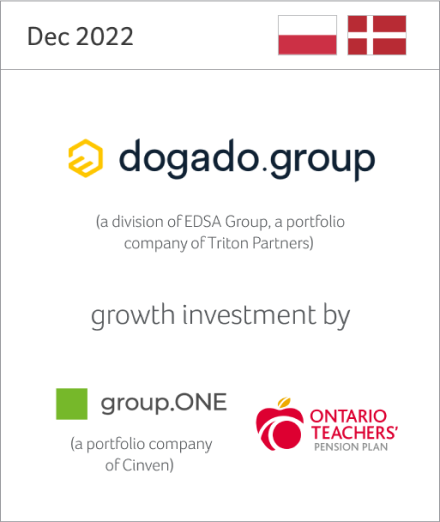 Dec 2022
dogado.group
(a division of EDSA Group, a portfolio
company of Triton Partners)
growth investment by
group.ONE
(a portfolio company
of Cinven)
ONTARIO
TEACHERS'
PENSION PLAN